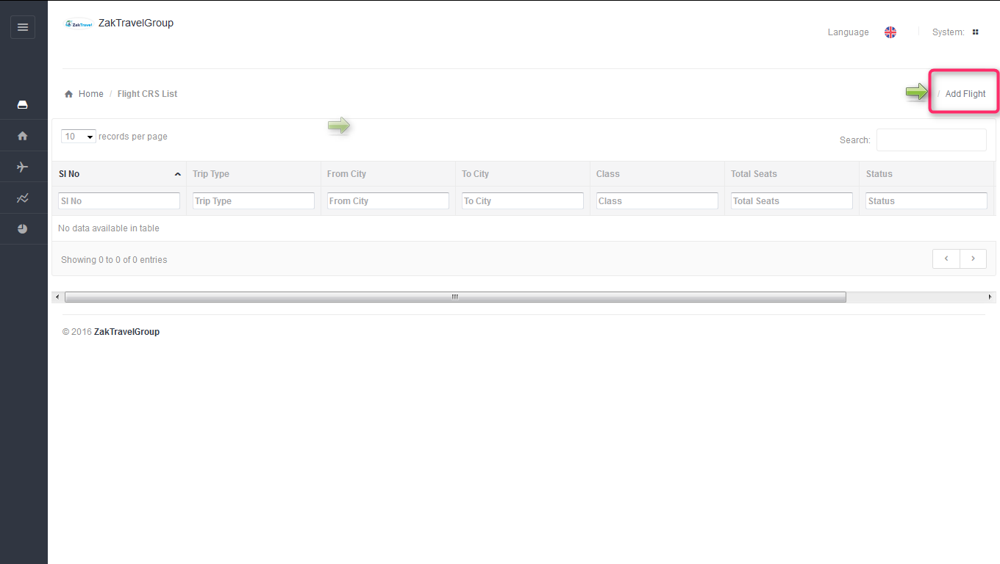 ZakTravel ZakTravelGroup
Language
System:
Home / Flight CRS List
/ Add Flight
10 records per page
Search:
Sl No Trip Type From City To City Class Total Seats Status
Sl No Trip Type From City To City Class Total Seats Status
No data available in table
Showing 0 to 0 of 0 entries
© 2016 ZakTravelGroup